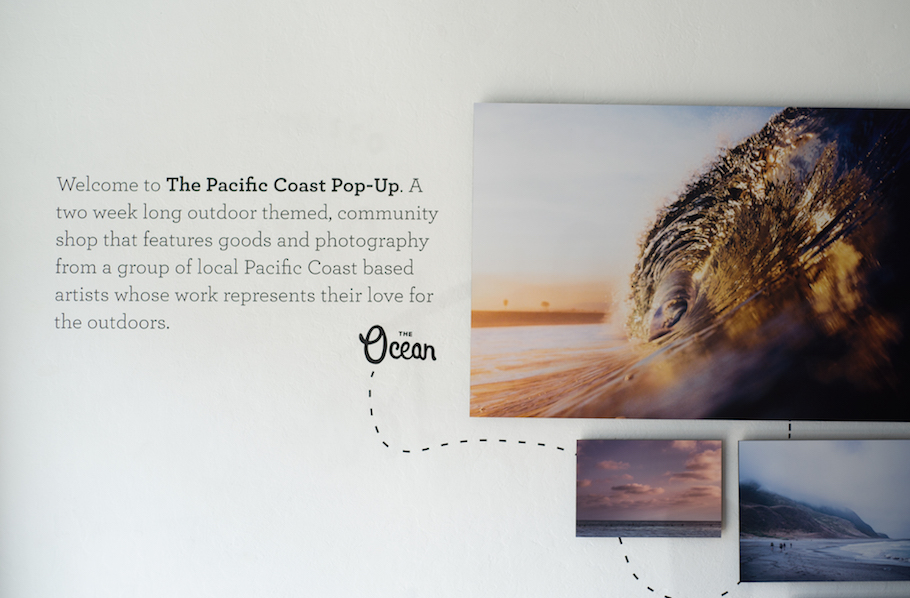 Welcome to The Pacific Coast Pop-Up. A
two week long outdoor themed, community
shop that features goods and photography
from a group of local Pacific Coast based
artists whose work represents their love for
the outdoors.
THE
Ocean